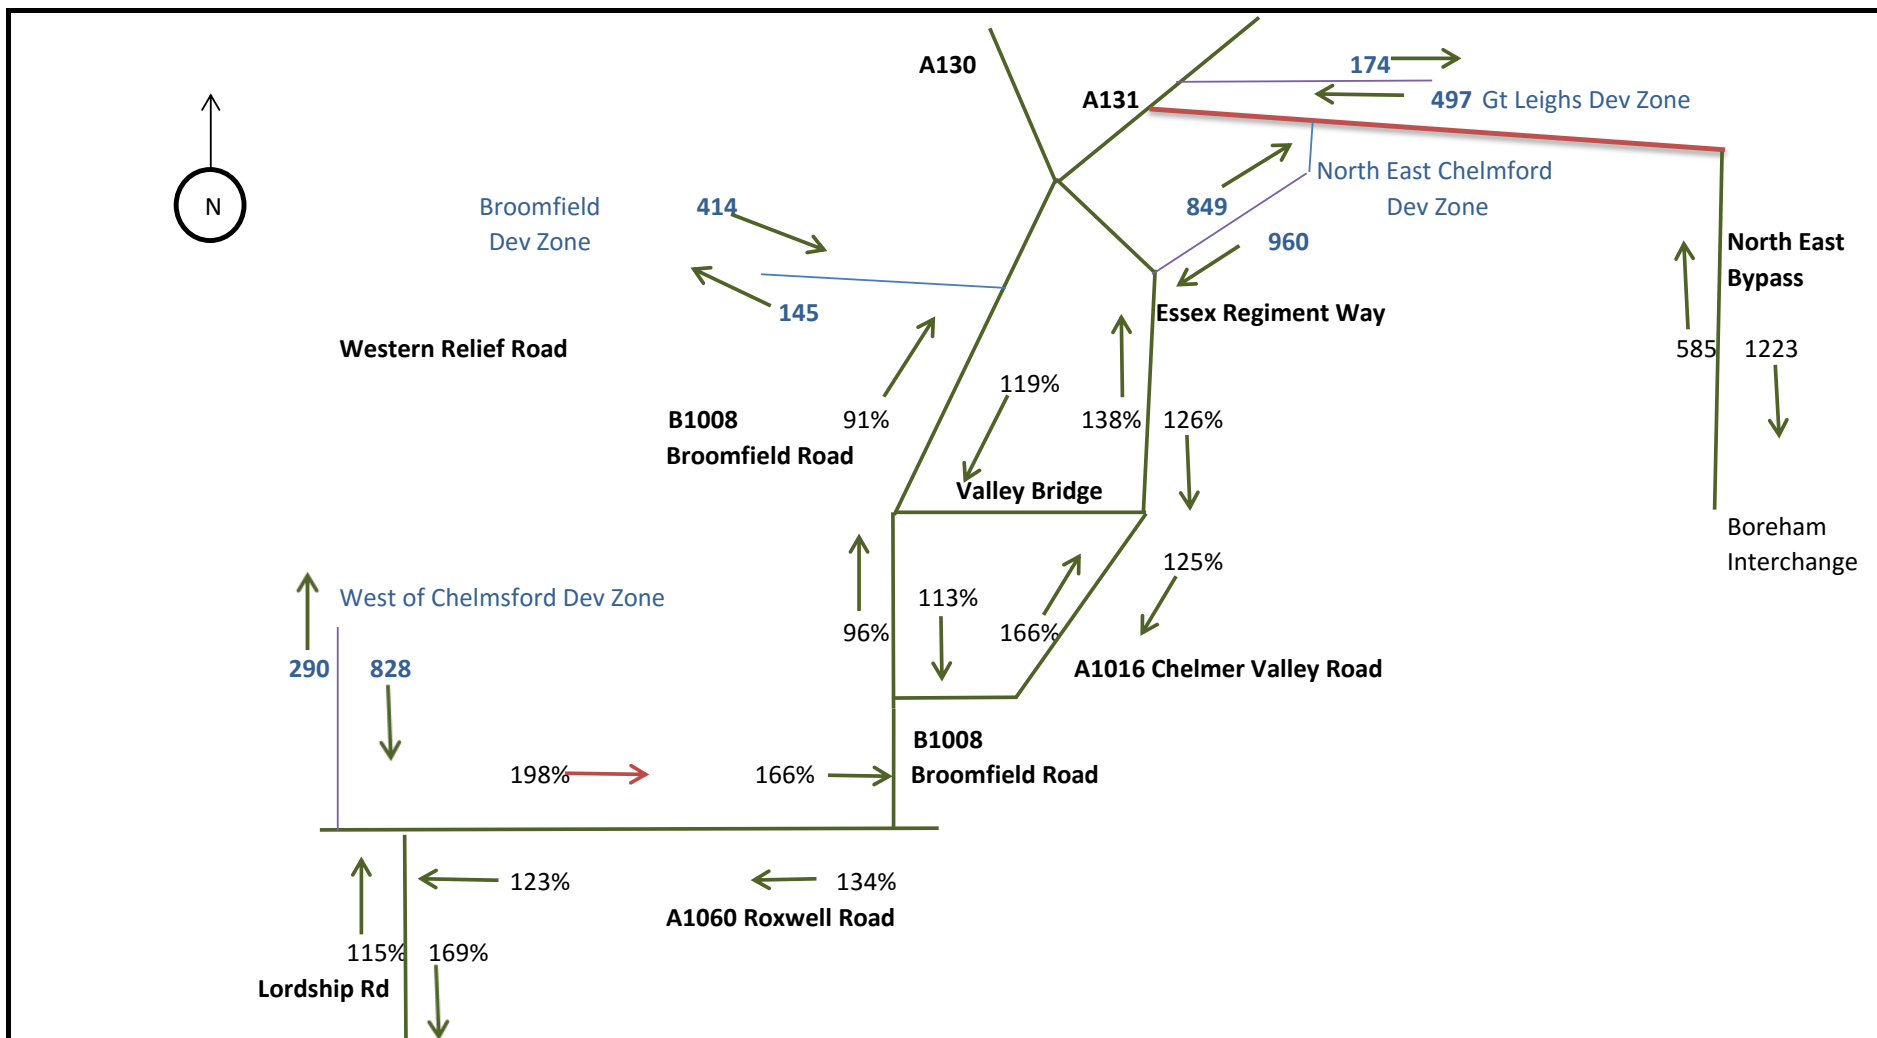 A130
174
A131
497 Gt Leighs Dev Zone
N
Broomfield
Dev Zone
414
849
North East Chelmford
Dev Zone
960
145
Essex Regiment Way
North East
Bypass
Western Relief Road
585
1223
119%
B1008
Broomfield Road
91%
138%
126%
Valley Bridge
Boreham
Interchange
125%
West of Chelmsford Dev Zone
113%
96%
166%
290
828
A1016 Chelmer Valley Road
B1008
Broomfield Road
198%
166%
123%
134%
A1060 Roxwell Road
115%
169%
Lordship Rd